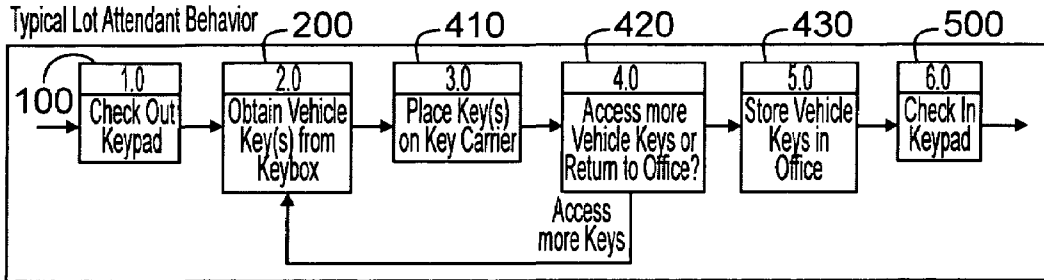 Typical Lot Attendant Behavior
200
410
420
430
500
100
1.0
Check Out
Keypad
2.0
Obtain Vehicle
Key(s) from
Keybox
3.0
Place Key(s)
on Key Carrier
4.0
Access more
Vehicle Keys or
Return to Office?
5.0
Store Vehicle
Keys in
Office
6.0
Check In
Keypad
Access
more Keys